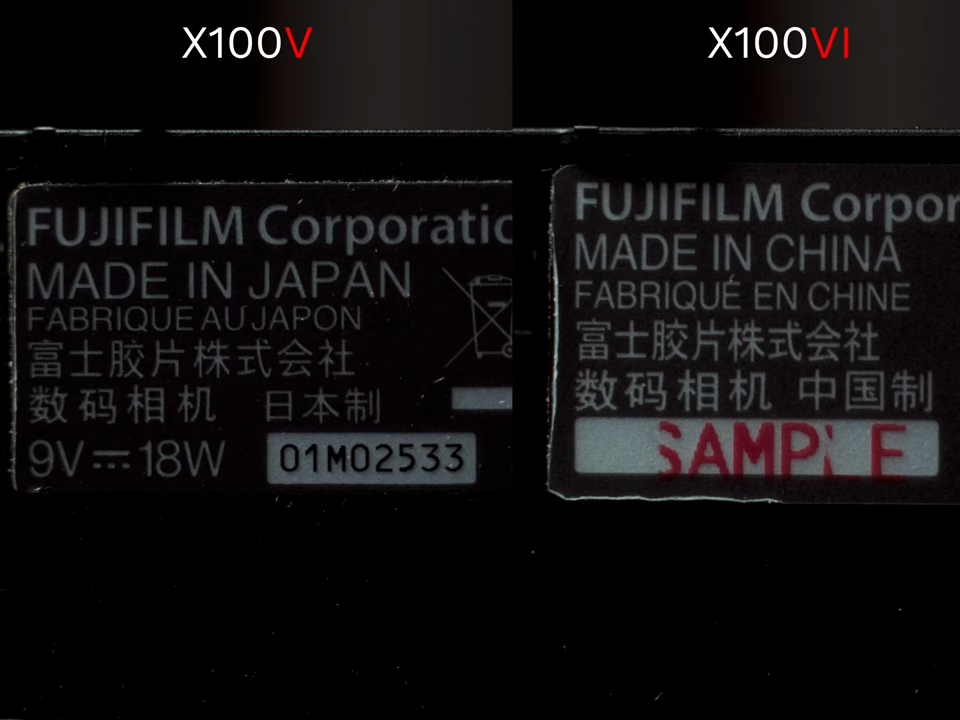 X100V
FUJIFILM Corporatic
MADE IN JAPAN
FABRIQUE AU JAPON
富士胶片株式会社
数码相机 日本制
9V⎓18W 01M02533
X100VI
FUJIFILM Corpor
MADE IN CHINA
FABRIQUÉ EN CHINE
富士胶片株式会社
数码相机 中国制
SAMPLE